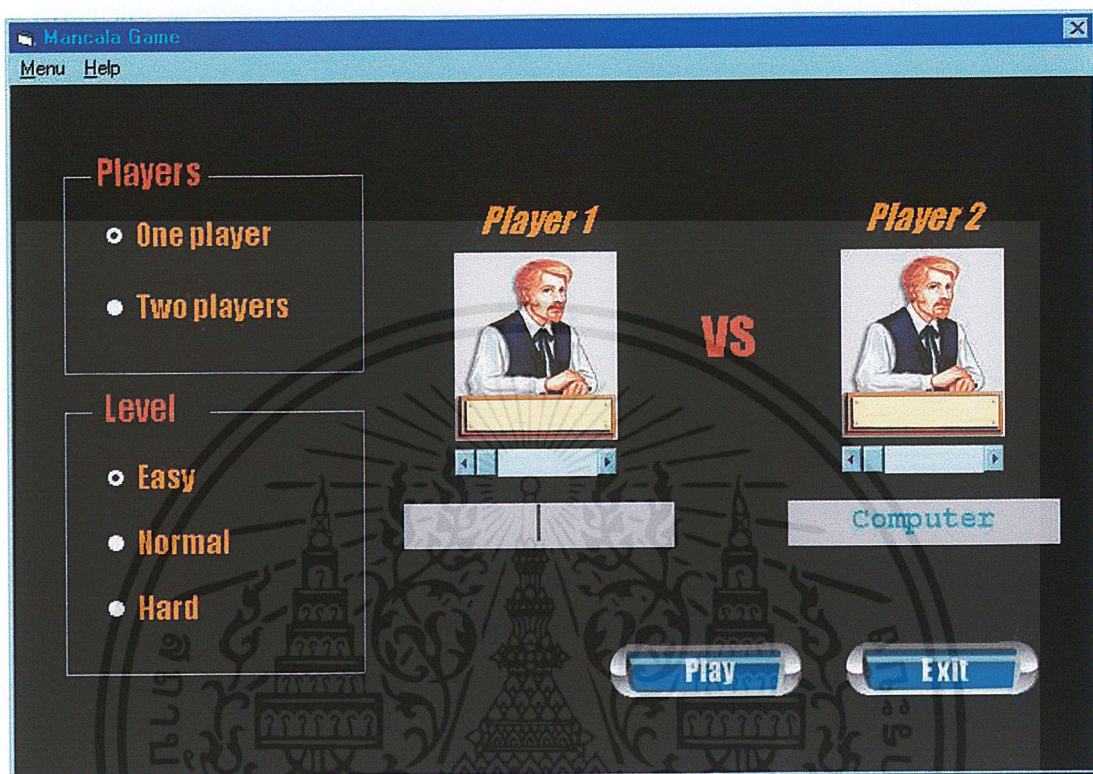 Mancala Game
Menu Help
Players
One player
Two players
Level
Easy
Normal
Hard
Player 1
VS
Player 2
Computer
Play
Exit